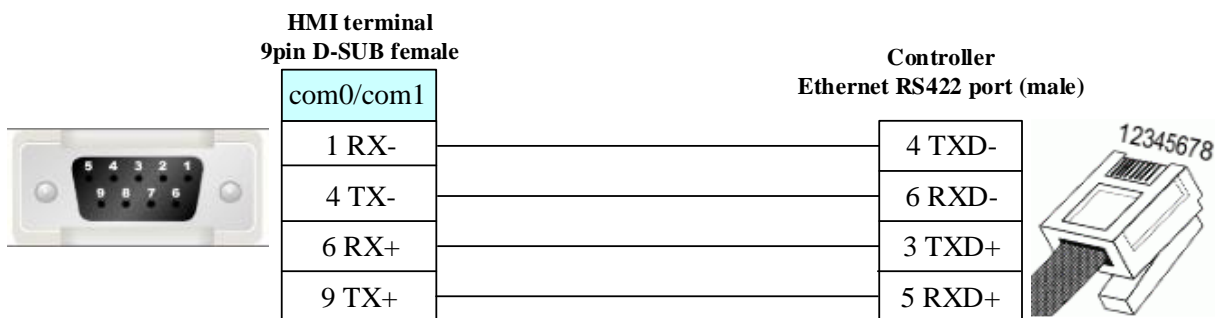 HMI terminal
9pin D-SUB female
Controller
Ethernet RS422 port (male)
com0/com1
1 RX-
4 TXD-
4 TX-
6 RXD-
6 RX+
3 TXD+
9 TX+
5 RXD+
5 4 3 2 1
9 8 7 6
12345678